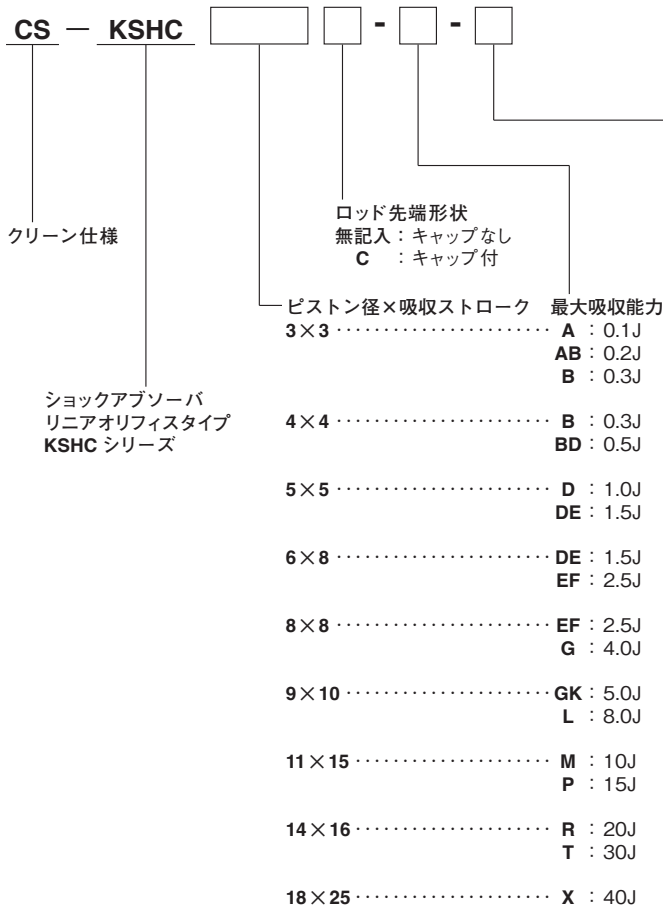 CS － KSHC - -
クリーン仕様
ロッド先端形状
無記入：キャップなし
C ：キャップ付
ショックアブソーバ
リニアオリフィスタイプ
KSHC シリーズ
ピストン径×吸収ストローク 最大吸収能力
3×3 ･･････････････････････ A ：0.1J
AB：0.2J
B ：0.3J
4×4 ･･････････････････････ B ：0.3J
BD：0.5J
5×5 ･･････････････････････ D ：1.0J
DE：1.5J
6×8 ･･････････････････････ DE：1.5J
EF：2.5J
8×8 ･･････････････････････ EF：2.5J
G ：4.0J
9×10 ･････････････････････ GK：5.0J
L ：8.0J
11×15 ････････････････････ M ：10J
P ：15J
14×16 ････････････････････ R ：20J
T ：30J
18×25 ････････････････････ X ：40J